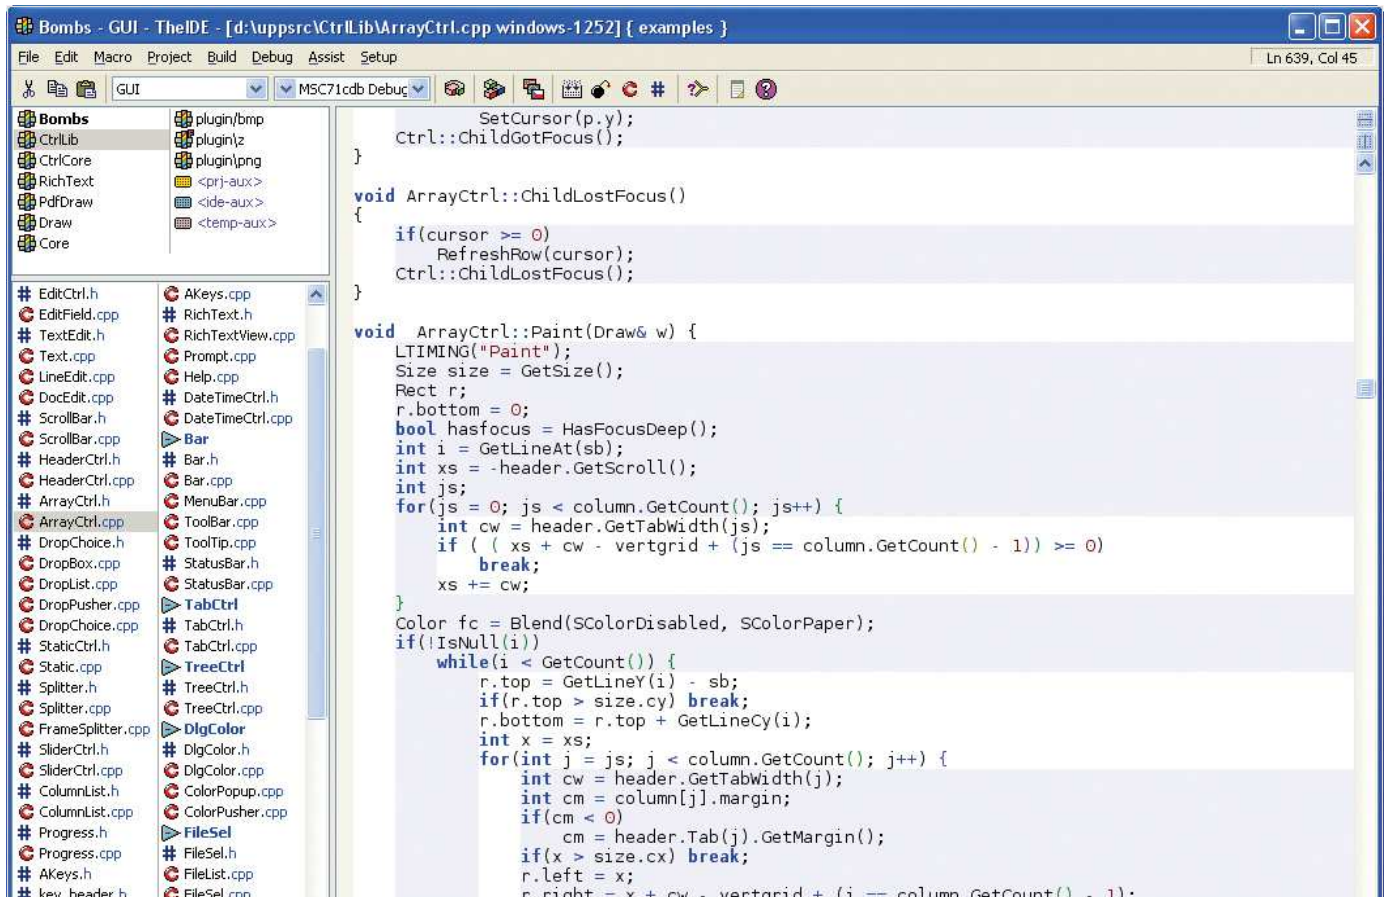 Bombs - GUI - TheIDE - [d:\uppsrc\CtrlLib\ArrayCtrl.cpp windows-1252] { examples }
File Edit Macro Project Build Debug Assist Setup
Ln 639, Col 45
GUI
MSC71cdb Debug
Bombs
CtrlLib
CtrlCore
RichText
PdfDraw
Draw
Core
plugin/bmp
plugin\z
plugin\png
<prj-aux>
<ide-aux>
<temp-aux>
EditCtrl.h
EditField.cpp
TextEdit.h
Text.cpp
LineEdit.cpp
DocEdit.cpp
ScrollBar.h
ScrollBar.cpp
HeaderCtrl.h
HeaderCtrl.cpp
ArrayCtrl.h
ArrayCtrl.cpp
DropChoice.h
DropBox.cpp
DropList.cpp
DropPusher.cpp
DropChoice.cpp
StaticCtrl.h
Static.cpp
Splitter.h
Splitter.cpp
FrameSplitter.cpp
SliderCtrl.h
SliderCtrl.cpp
ColumnList.h
ColumnList.cpp
Progress.h
Progress.cpp
AKeys.h
key_header.h
AKeys.cpp
RichText.h
RichTextView.cpp
Prompt.cpp
Help.cpp
DateTimeCtrl.h
DateTimeCtrl.cpp
Bar
Bar.h
Bar.cpp
MenuBar.cpp
ToolBar.cpp
ToolTip.cpp
StatusBar.h
StatusBar.cpp
TabCtrl
TabCtrl.h
TabCtrl.cpp
TreeCtrl
TreeCtrl.h
TreeCtrl.cpp
DlgColor
DlgColor.h
DlgColor.cpp
ColorPopup.cpp
ColorPusher.cpp
FileSel
FileSel.h
FileList.cpp
FileSel.cpp
SetCursor(p.y);
Ctrl::ChildGotFocus();
}
void ArrayCtrl::ChildLostFocus()
{
if(cursor >= 0)
RefreshRow(cursor);
Ctrl::ChildLostFocus();
}
void  ArrayCtrl::Paint(Draw& w) {
LTIMING("Paint");
Size size = GetSize();
Rect r;
r.bottom = 0;
bool hasfocus = HasFocusDeep();
int i = GetLineAt(sb);
int xs = -header.GetScroll();
int js;
for(js = 0; js < column.GetCount(); js++) {
int cw = header.GetTabWidth(js);
if ( ( xs + cw - vertgrid + (js == column.GetCount() - 1)) >= 0)
break;
xs += cw;
}
Color fc = Blend(SColorDisabled, SColorPaper);
if(!IsNull(i))
while(i < GetCount()) {
r.top = GetLineY(i) - sb;
if(r.top > size.cy) break;
r.bottom = r.top + GetLineCy(i);
int x = xs;
for(int j = js; j < column.GetCount(); j++) {
int cw = header.GetTabWidth(j);
int cm = column[j].margin;
if(cm < 0)
cm = header.Tab(j).GetMargin();
if(x > size.cx) break;
r.left = x;
r.right = x + cw - vertgrid + (j == column.GetCount() - 1);